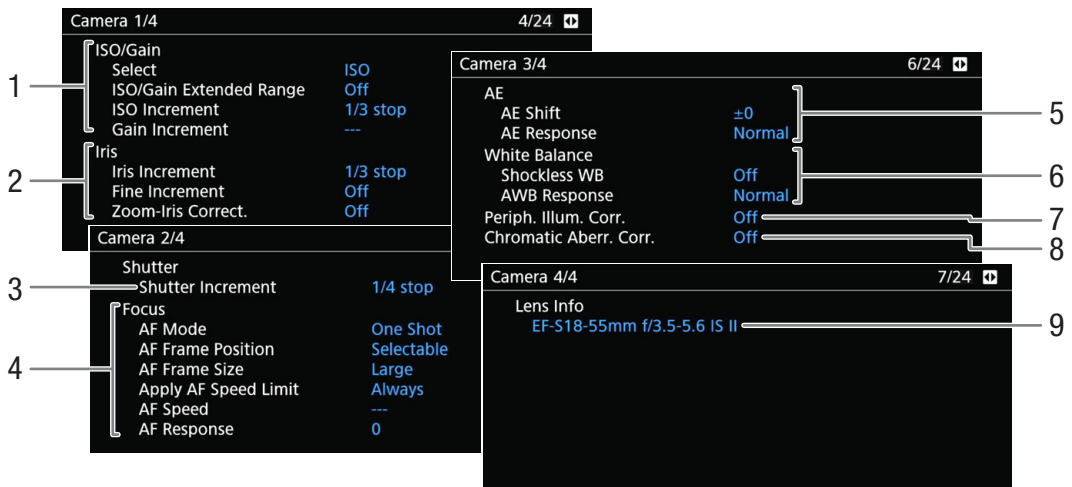 Camera 1/4 4/24
ISO/Gain
Select ISO
ISO/Gain Extended Range Off
ISO Increment 1/3 stop
Gain Increment ---
1
Iris
Iris Increment 1/3 stop
Fine Increment Off
Zoom-Iris Correct. Off
2
Camera 2/4
Shutter
Shutter Increment 1/4 stop
3
Focus
AF Mode One Shot
AF Frame Position Selectable
AF Frame Size Large
Apply AF Speed Limit Always
AF Speed ---
AF Response 0
4
Camera 3/4 6/24
AE
AE Shift ±0
AE Response Normal
5
White Balance
Shockless WB Off
AWB Response Normal
6
Periph. Illum. Corr. Off
7
Chromatic Aberr. Corr. Off
8
Camera 4/4 7/24
Lens Info
EF-S18-55mm f/3.5-5.6 IS II
9